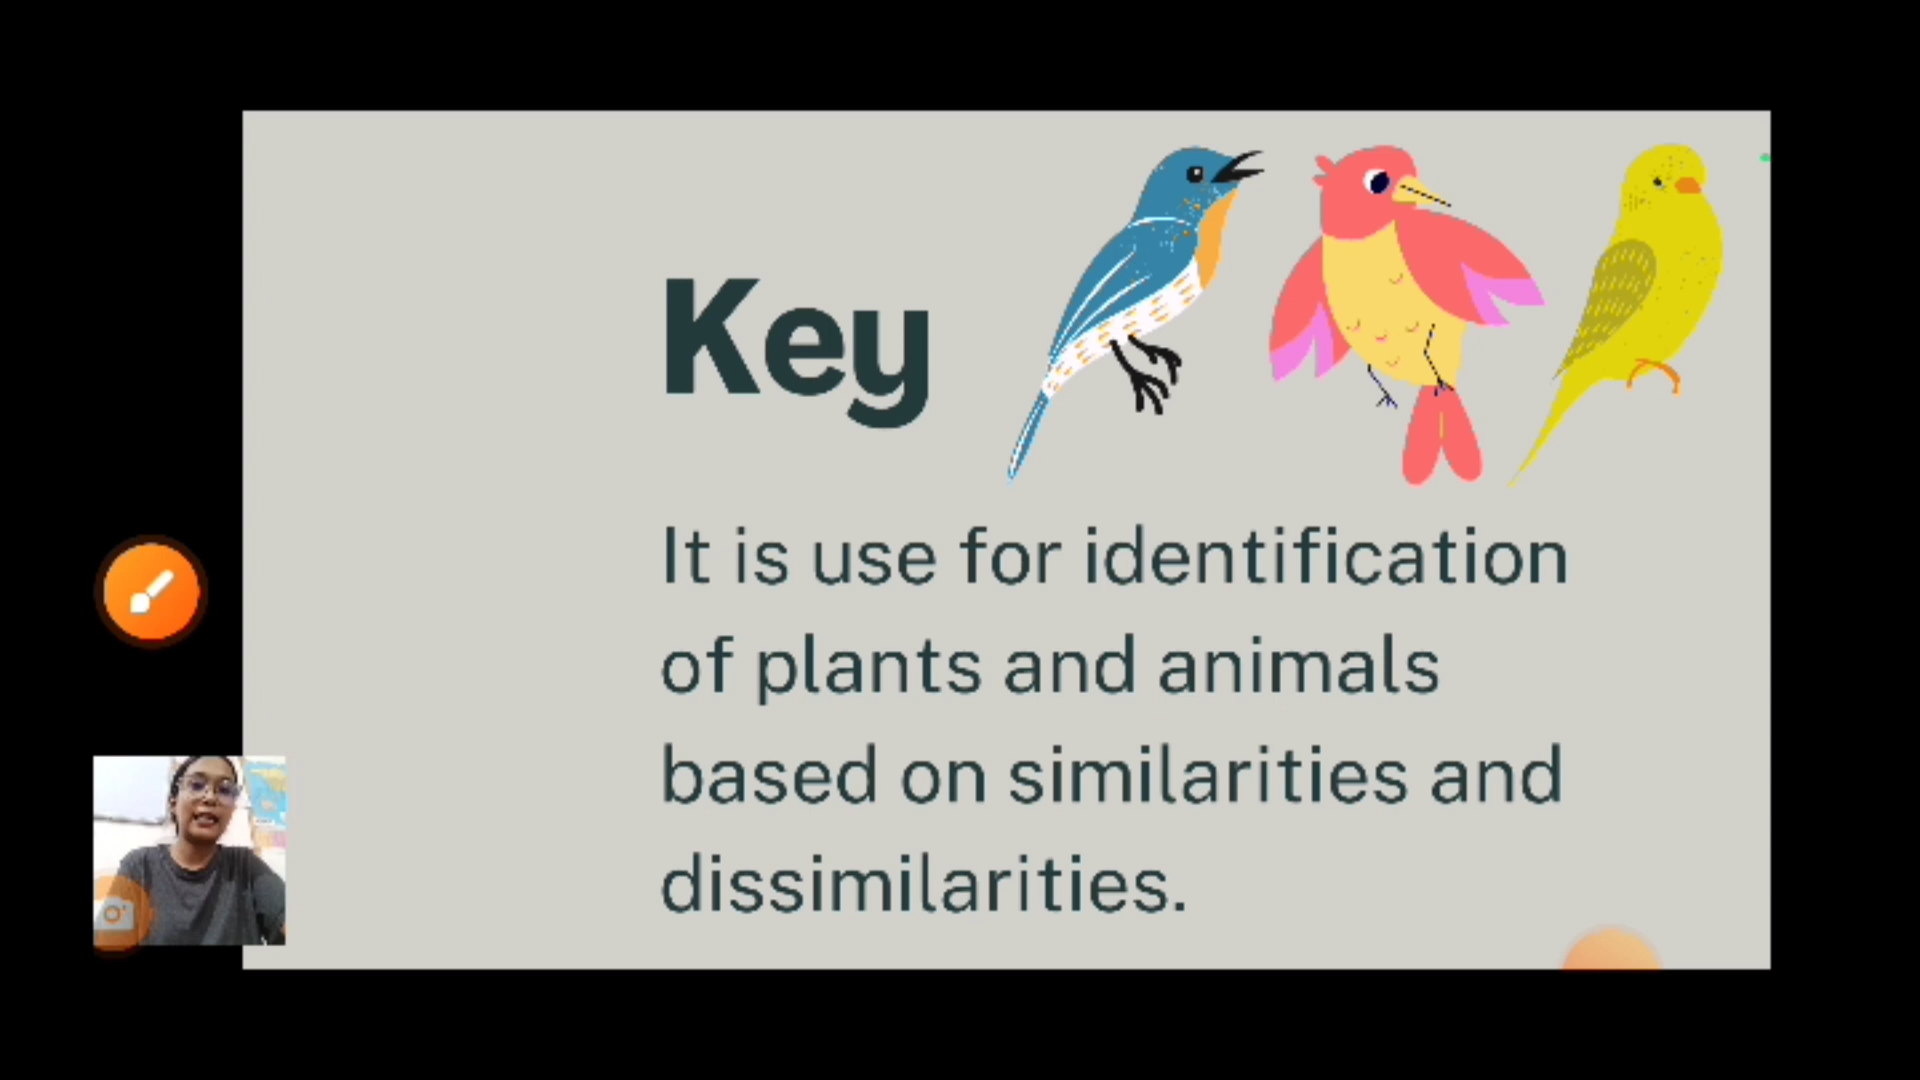 Key
It is use for identification
of plants and animals
based on similarities and
dissimilarities.